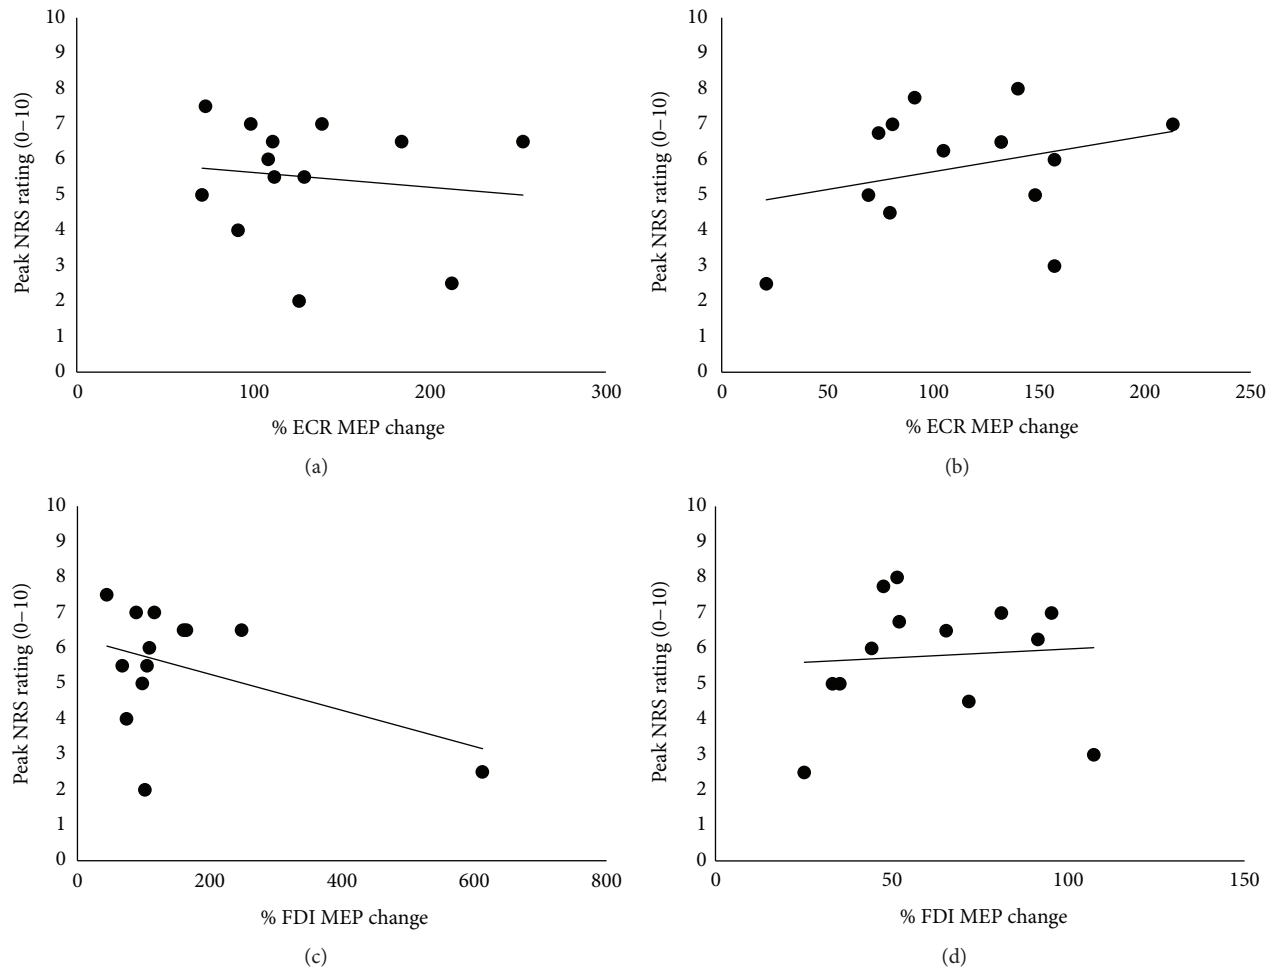 10
9
8
7
6
5
4
3
2
1
0
Peak NRS rating (0–10)
0 100 200 300
% ECR MEP change
(a)
10
9
8
7
6
5
4
3
2
1
0
Peak NRS rating (0–10)
0 50 100 150 200 250
% ECR MEP change
(b)
10
9
8
7
6
5
4
3
2
1
0
Peak NRS rating (0–10)
0 200 400 600 800
% FDI MEP change
(c)
10
9
8
7
6
5
4
3
2
1
0
Peak NRS rating (0–10)
0 50 100 150
% FDI MEP change
(d)